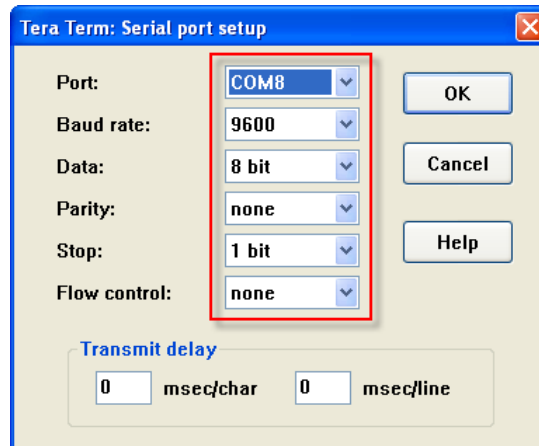 Tera Term: Serial port setup
Port: COM8 OK
Baud rate: 9600
Data: 8 bit Cancel
Parity: none
Stop: 1 bit Help
Flow control: none
Transmit delay
0 msec/char 0 msec/line